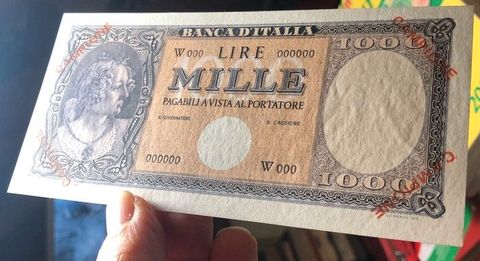 BANCA D'ITALIA
W 000 LIRE 000000
1000
MILLE
PAGABILI A VISTA AL PORTATORE
IL GOVERNATORE IL CASSIERE
000000 W 000
1000
CAMPIONE
CAMPIONE